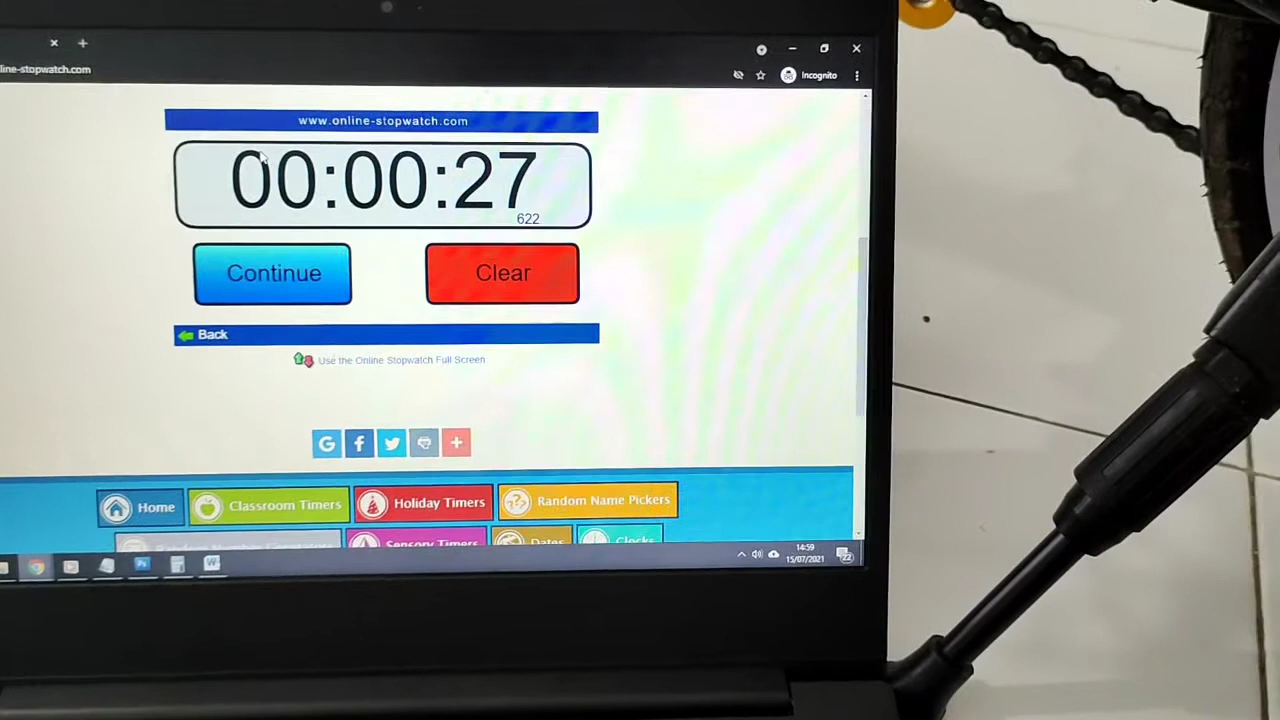 line-stopwatch.com
Incognito
www.online-stopwatch.com
00:00:27
622
Continue
Clear
Back
Use the Online Stopwatch Full Screen
Home
Classroom Timers
Holiday Timers
Random Name Pickers
Sensory Timers
Dates
Clocks
14:59
15/07/2021
22